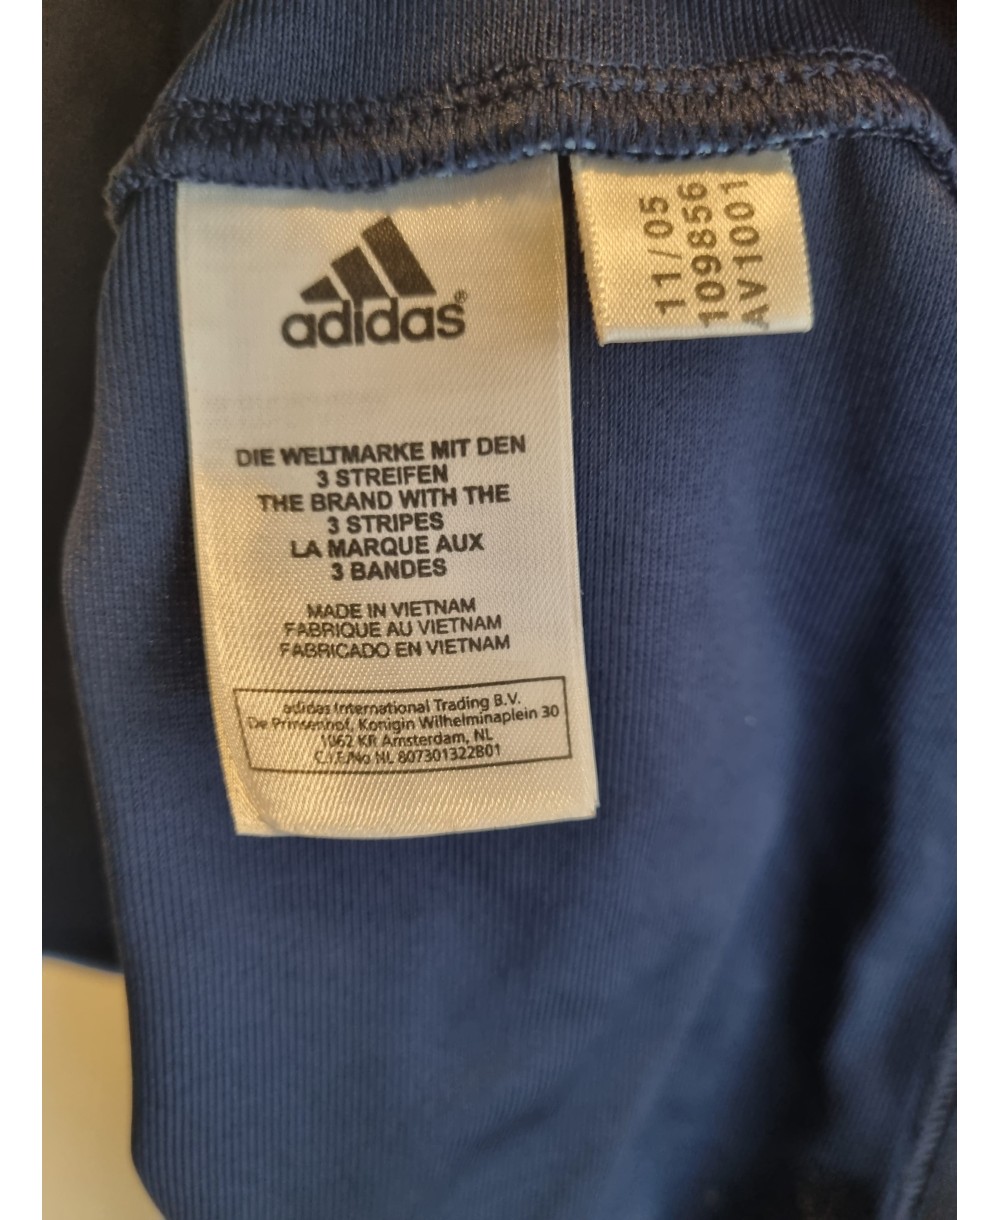 adidas®
DIE WELTMARKE MIT DEN
3 STREIFEN
THE BRAND WITH THE
3 STRIPES
LA MARQUE AUX
3 BANDES
MADE IN VIETNAM
FABRIQUE AU VIETNAM
FABRICADO EN VIETNAM
adidas International Trading B.V.
De Prinsenhof, Konigin Wilhelminaplein 30
1062 KR Amsterdam, NL
C.I.F./No NL 807301322B01
11/05
109856
AV1001